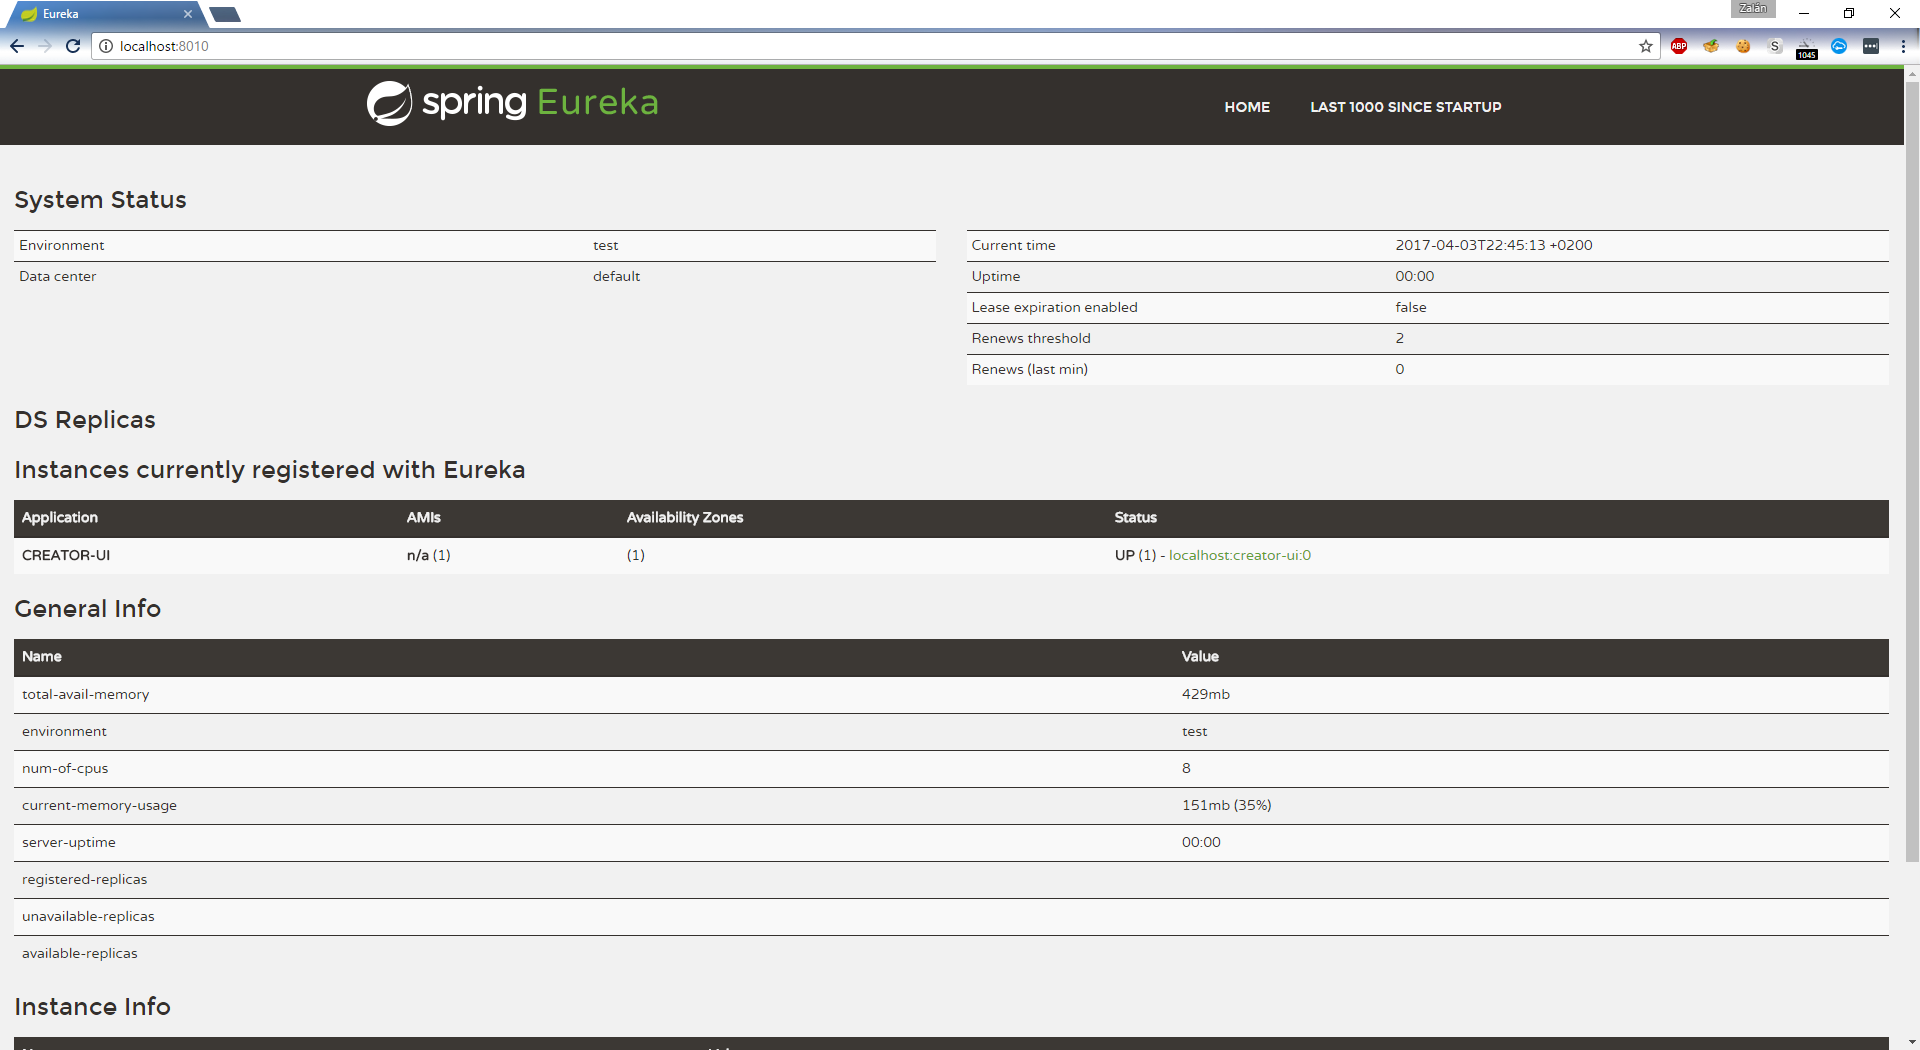 Eureka
Zalán
localhost:8010
ABP
S
1045
spring Eureka
HOME LAST 1000 SINCE STARTUP
System Status
Environment test
Data center default
Current time 2017-04-03T22:45:13 +0200
Uptime 00:00
Lease expiration enabled false
Renews threshold 2
Renews (last min) 0
DS Replicas
Instances currently registered with Eureka
Application AMIs Availability Zones Status
CREATOR-UI n/a (1) (1) UP (1) - localhost:creator-ui:0
General Info
Name Value
total-avail-memory 429mb
environment test
num-of-cpus 8
current-memory-usage 151mb (35%)
server-uptime 00:00
registered-replicas
unavailable-replicas
available-replicas
Instance Info